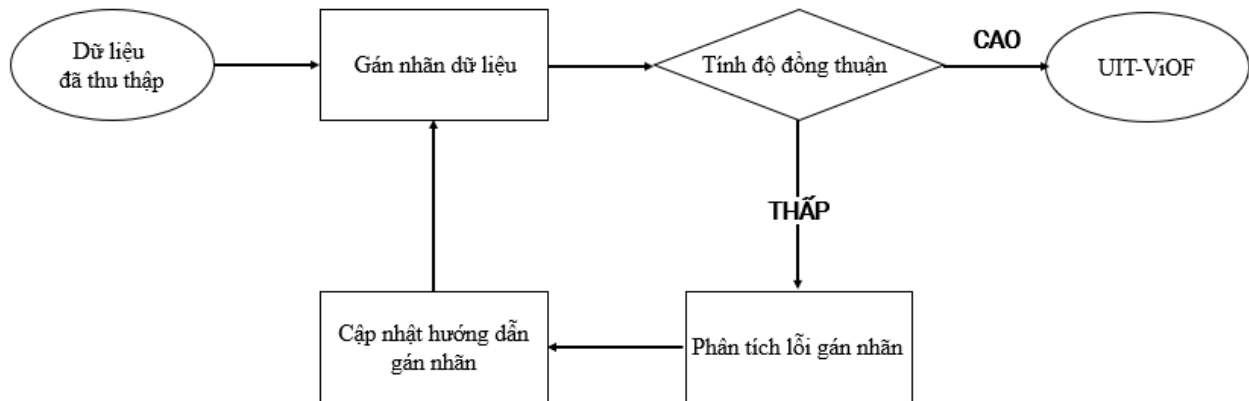 Dữ liệu
đã thu thập
Gán nhãn dữ liệu
Tính độ đồng thuận
CAO
UIT-ViOF
THẤP
Cập nhật hướng dẫn
gán nhãn
Phân tích lỗi gán nhãn